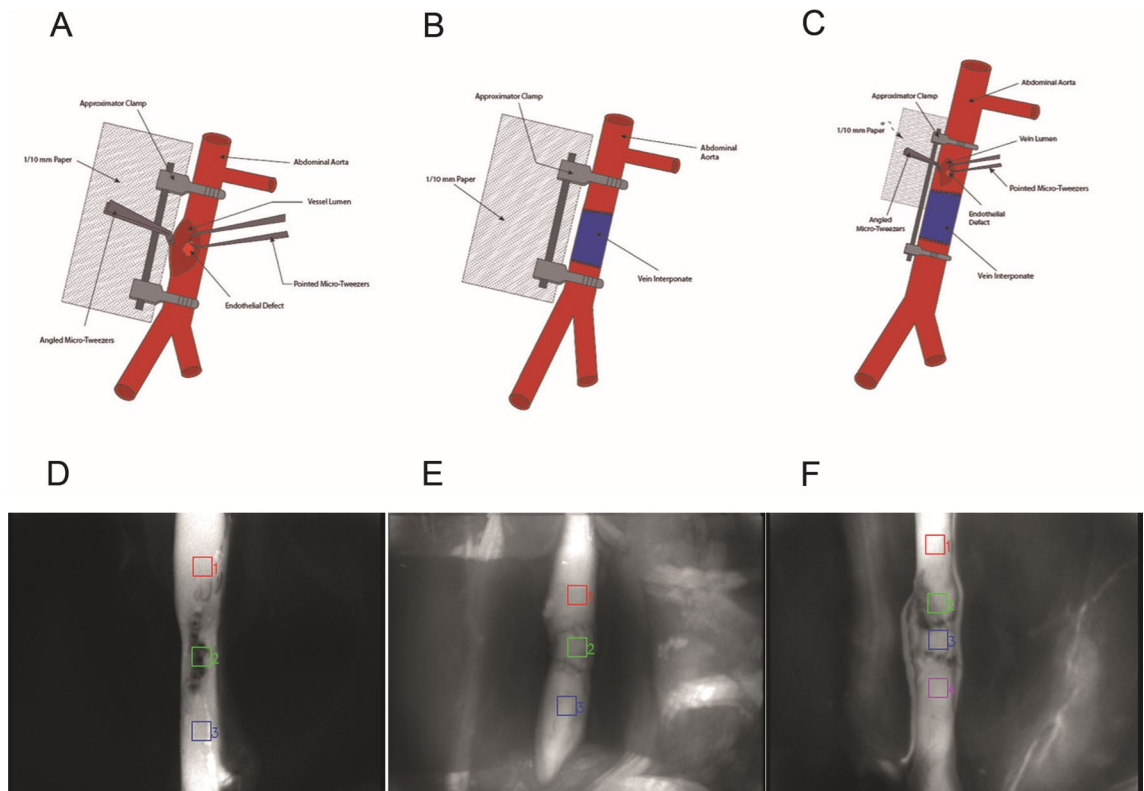 A
B
C
Approximator Clamp
1/10 mm Paper
Abdominal Aorta
Vessel Lumen
Pointed Micro-Tweezers
Endothelial Defect
Angled Micro-Tweezers
Approximator Clamp
1/10 mm Paper
Abdominal
Aorta
Vein Interponate
Abdominal Aorta
Approximator Clamp
1/10 mm Paper
Vein Lumen
Pointed Micro-Tweezers
Endothelial
Defect
Angled
Micro-Tweezers
Vein Interponate
D
E
F
1
2
3
1
2
3
1
2
3
4